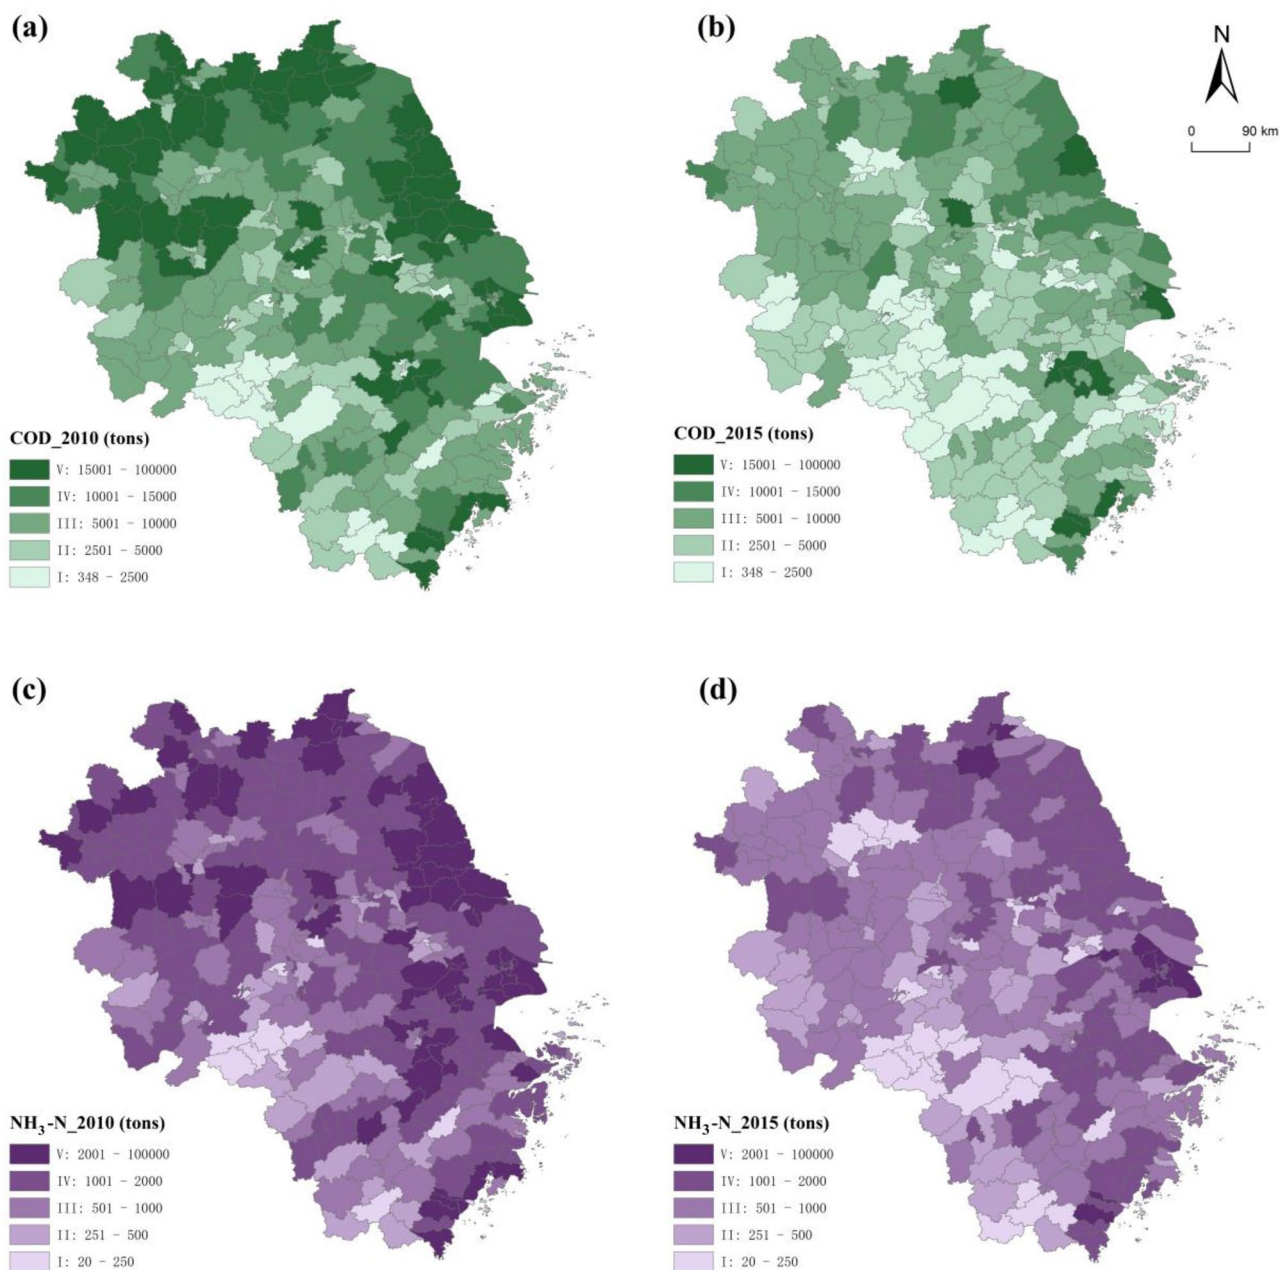 (a)
(b)
N
0 90 km
COD_2010 (tons)
V: 15001 - 100000
IV: 10001 - 15000
III: 5001 - 10000
II: 2501 - 5000
I: 348 - 2500
COD_2015 (tons)
V: 15001 - 100000
IV: 10001 - 15000
III: 5001 - 10000
II: 2501 - 5000
I: 348 - 2500
(c)
(d)
NH3-N_2010 (tons)
V: 2001 - 100000
IV: 1001 - 2000
III: 501 - 1000
II: 251 - 500
I: 20 - 250
NH3-N_2015 (tons)
V: 2001 - 100000
IV: 1001 - 2000
III: 501 - 1000
II: 251 - 500
I: 20 - 250